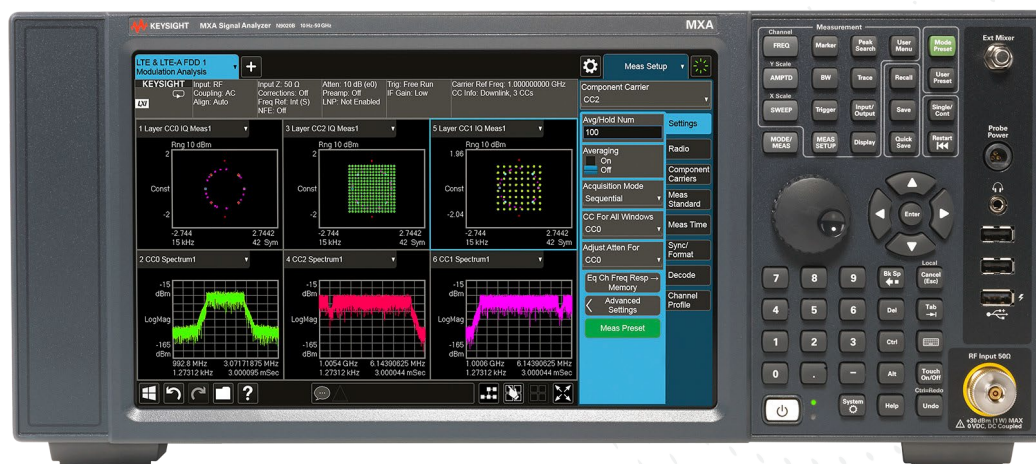 KEYSIGHT MXA Signal Analyzer N9020B 10 Hz-50 GHz
MXA
LTE & LTE-A FDD 1
Modulation Analysis
KEYSIGHT
LXI
Input: RF
Coupling: AC
Align: Auto
Input Z: 50 Ω
Corrections: Off
Freq Ref: Int (S)
NFE: Off
Atten: 10 dB (e0)
Preamp: Off
LNP: Not Enabled
Trig: Free Run
IF Gain: Low
Carrier Ref Freq: 1.000000000 GHz
CC Info: Downlink, 3 CCs
1 Layer CC0 IQ Meas1
Rng 10 dBm
2
Const
-2
-2.744 2.744
15 kHz 42 Sym
3 Layer CC2 IQ Meas1
Rng 10 dBm
2
Const
-2
-2.7442 2.744
15 kHz 42 Sym
5 Layer CC1 IQ Meas1
Rng 10 dBm
1.96
Const
-2.04
-2.744 2.744
15 kHz 42 Sym
2 CC0 Spectrum1
-15
dBm
LogMag
-165
dBm
992.8 MHz 3.07171875 MHz
1.27312 kHz 3.000095 mSec
4 CC2 Spectrum1
-15
dBm
LogMag
-165
dBm
1.0054 GHz 6.14390625 MHz
1.27312 kHz 3.000044 mSec
6 CC1 Spectrum1
-15
dBm
LogMag
-165
dBm
1.0006 GHz 6.14390625 MHz
1.27312 kHz 3.000044 mSec
?
Meas Setup
Component Carrier
CC2
Avg/Hold Num
100
Averaging
On
Off
Acquisition Mode
Sequential
CC For All Windows
CC0
Adjust Atten For
CC0
Eq Ch Freq Resp →
Memory
Advanced
Settings
Meas Preset
Settings
Radio
Component
Carriers
Meas
Standard
Meas Time
Sync/
Format
Decode
Channel
Profile
Measurement
Channel
FREQ
Marker
Peak
Search
User
Menu
Mode
Preset
Y Scale
AMPTD
BW
Trace
Recall
User
Preset
X Scale
SWEEP
Trigger
Input/
Output
Save
Single/
Cont
MODE/
MEAS
MEAS
SETUP
Display
Quick
Save
Restart
Enter
Local
7 8 9
Bk Sp
Cancel
(Esc)
4 5 6
Del
Tab
1 2 3
Ctrl
0 . -
Alt
Touch
On/Off
Ctrl=Redo
System
Help
Undo
Ext Mixer
Probe
Power
RF Input 50Ω
+30 dBm (1W) MAX
0 VDC, DC Coupled